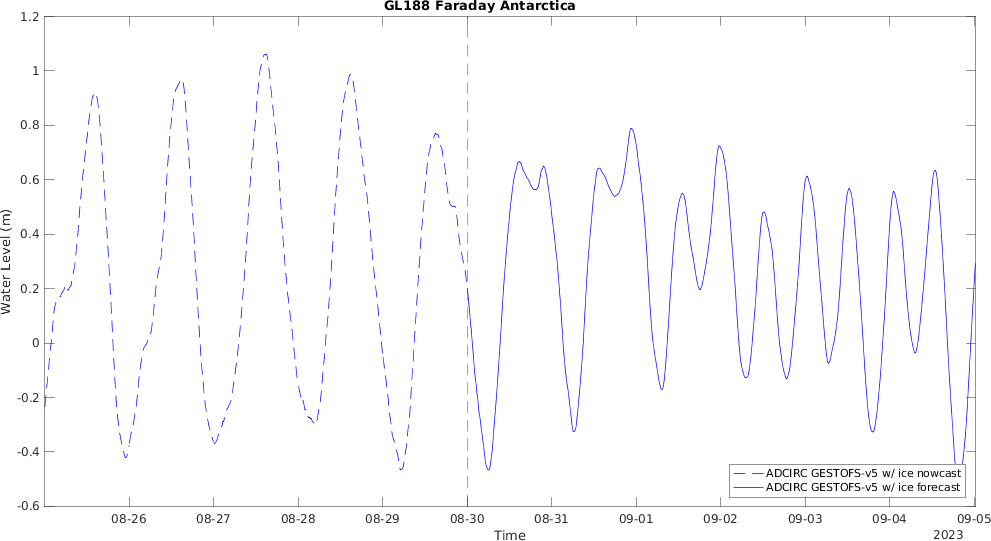 GL188 Faraday Antarctica
1.2
1
0.8
0.6
0.4
0.2
0
-0.2
-0.4
-0.6
Water Level (m)
ADCIRC GESTOFS-v5 w/ ice nowcast
ADCIRC GESTOFS-v5 w/ ice forecast
08-26 08-27 08-28 08-29 08-30 08-31 09-01 09-02 09-03 09-04 09-05
Time
2023